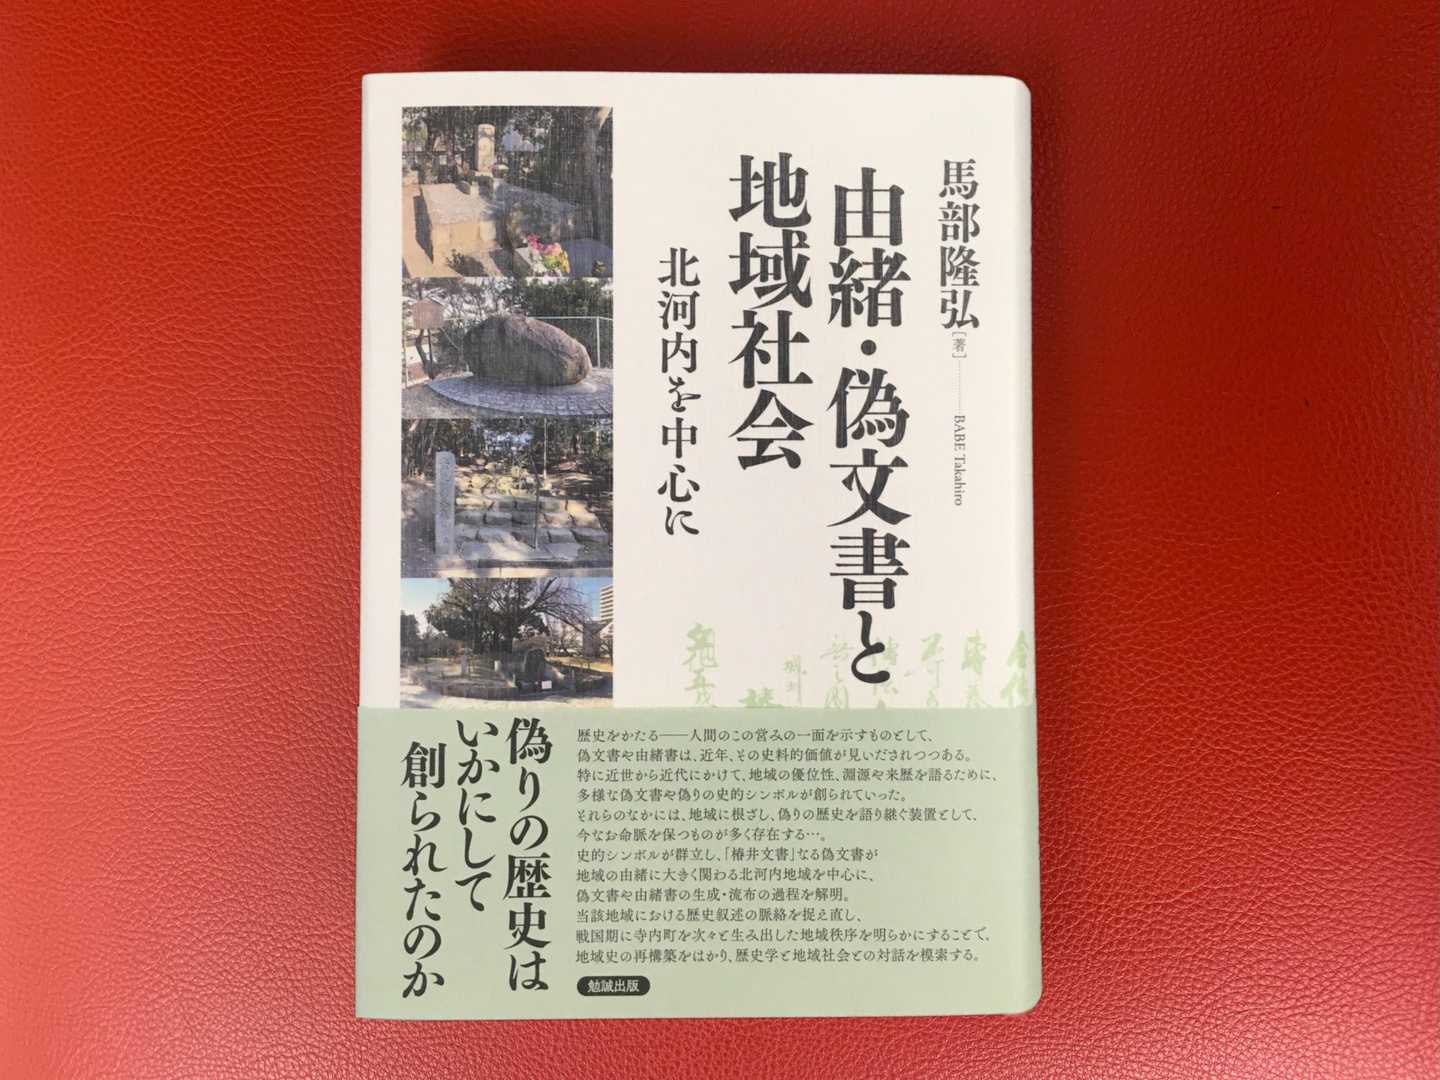 馬部隆弘[著]
BABE Takahiro
由緒・偽文書と
地域社会
北河内を中心に
偽りの歴史は
いかにして
創られたのか
歴史をかたる――人間のこの営みの一面を示すものとして、
偽文書や由緒書は、近年、その史料的価値が見いだされつつある。
特に近世から近代にかけて、地域の優位性、淵源や来歴を語るために、
多様な偽文書や偽りの史的シンボルが創られていった。
それらのなかには、地域に根ざし、偽りの歴史を語り継ぐ装置として、
今なお命脈を保つものが多く存在する…。
史的シンボルが群立し、「椿井文書」なる偽文書が
地域の由緒に大きく関わる北河内地域を中心に、
偽文書や由緒書の生成・流布の過程を解明。
当該地域における歴史叙述の脈絡を捉え直し、
戦国期に寺内町を次々と生み出した地域秩序を明らかにすることで、
地域史の再構築をはかり、歴史学と地域社会との対話を模索する。
勉誠出版